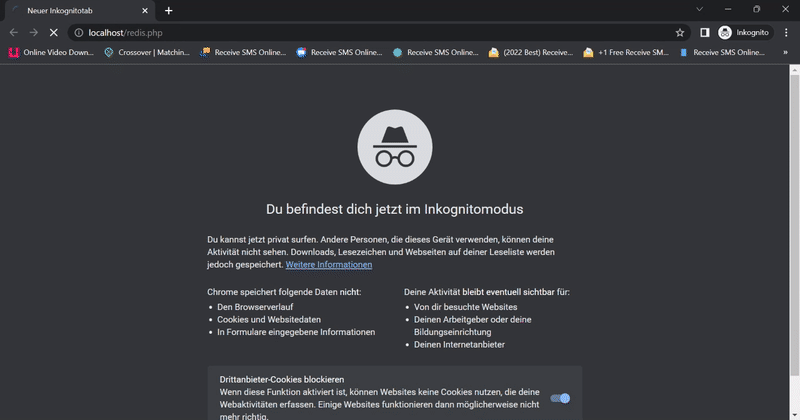 Neuer Inkognitotab
localhost/redis.php
Inkognito
Online Video Down... Crossover | Matchin... Receive SMS Online... Receive SMS Online... Receive SMS Online... (2022 Best) Receive... +1 Free Receive SM... Receive SMS Online... »
Du befindest dich jetzt im Inkognitomodus
Du kannst jetzt privat surfen. Andere Personen, die dieses Gerät verwenden, können deine
Aktivität nicht sehen. Downloads, Lesezeichen und Webseiten auf deiner Leseliste werden
jedoch gespeichert. Weitere Informationen
Chrome speichert folgende Daten nicht:
• Den Browserverlauf
• Cookies und Websitedaten
• In Formulare eingegebene Informationen
Deine Aktivität bleibt eventuell sichtbar für:
• Von dir besuchte Websites
• Deinen Arbeitgeber oder deine
Bildungseinrichtung
• Deinen Internetanbieter
Drittanbieter-Cookies blockieren
Wenn diese Funktion aktiviert ist, können Websites keine Cookies nutzen, die deine
Webaktivitäten erfassen. Einige Websites funktionieren dann möglicherweise nicht
mehr richtig.